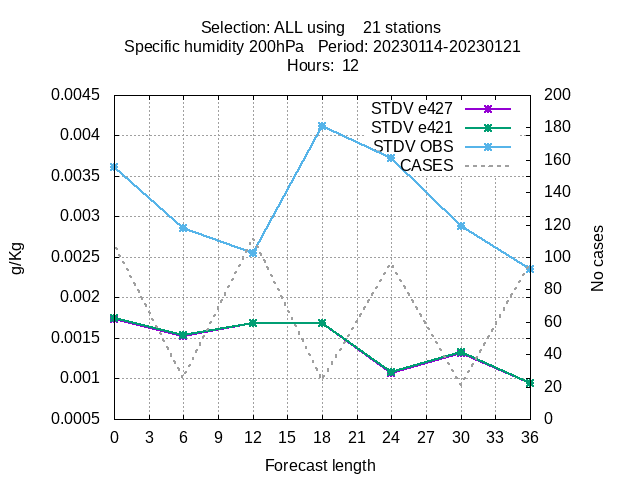 Selection: ALL using    21 stations
Specific humidity 200hPa   Period: 20230114-20230121
Hours:  12
0.0045
0.004
0.0035
0.003
0.0025
0.002
0.0015
0.001
0.0005
g/Kg
STDV e427
STDV e421
STDV OBS
CASES
200
180
160
140
120
100
80
60
40
20
0
No cases
0 3 6 9 12 15 18 21 24 27 30 33 36
Forecast length